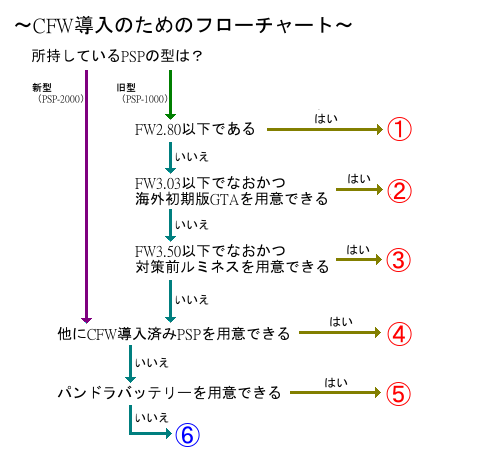 ～CFW導入のためのフローチャート～
所持しているPSPの型は？
新型
（PSP-2000）
旧型
（PSP-1000）
FW2.80以下である
はい
①
いいえ
FW3.03以下でなおかつ
海外初期版GTAを用意できる
はい
②
いいえ
FW3.50以下でなおかつ
対策前ルミネスを用意できる
はい
③
いいえ
他にCFW導入済みPSPを用意できる
はい
④
いいえ
パンドラバッテリーを用意できる
はい
⑤
いいえ
⑥